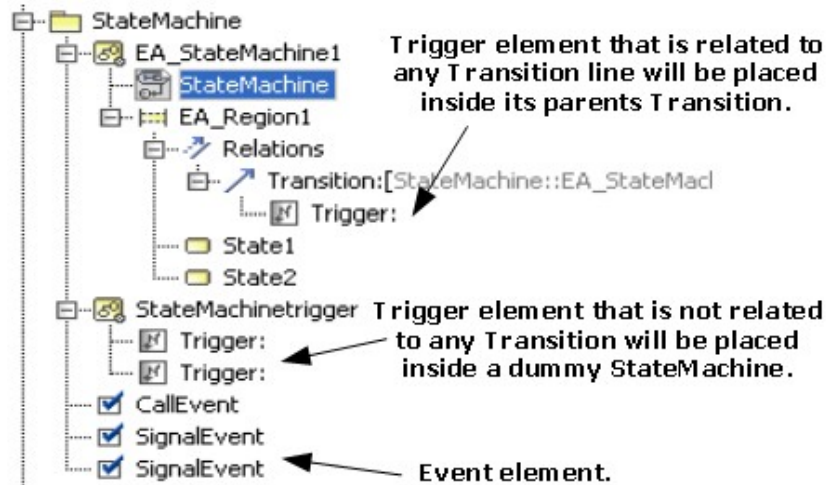 StateMachine
EA_StateMachine1
Trigger element that is related to
any Transition line will be placed
inside its parents Transition.
StateMachine
EA_Region1
Relations
Transition:[StateMachine::EA_StateMacl
Trigger:
State1
State2
StateMachinetrigger
Trigger element that is not related
to any Transition will be placed
inside a dummy StateMachine.
Trigger:
Trigger:
CallEvent
SignalEvent
SignalEvent
Event element.